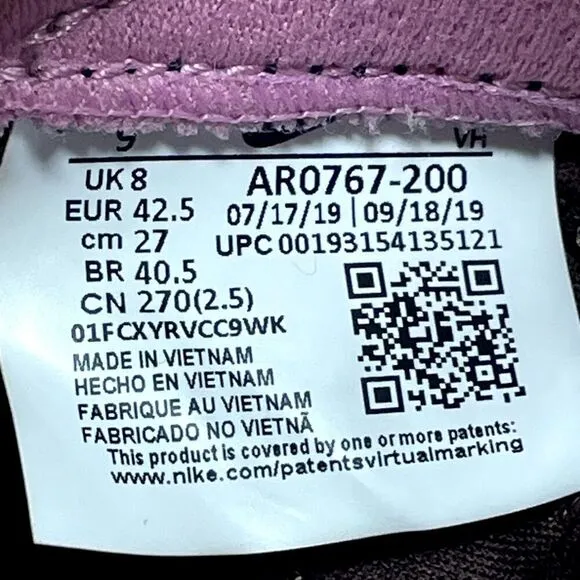 VH
UK 8
AR0767-200
EUR 42.5
07/17/19 | 09/18/19
cm 27
UPC 00193154135121
BR 40.5
CN 270(2.5)
01FCXYRVCC9WK
MADE IN VIETNAM
HECHO EN VIETNAM
FABRIQUE AU VIETNAM
FABRICADO NO VIETNÃ
This product is covered by one or more patents:
www.nike.com/patentsvirtualmarking